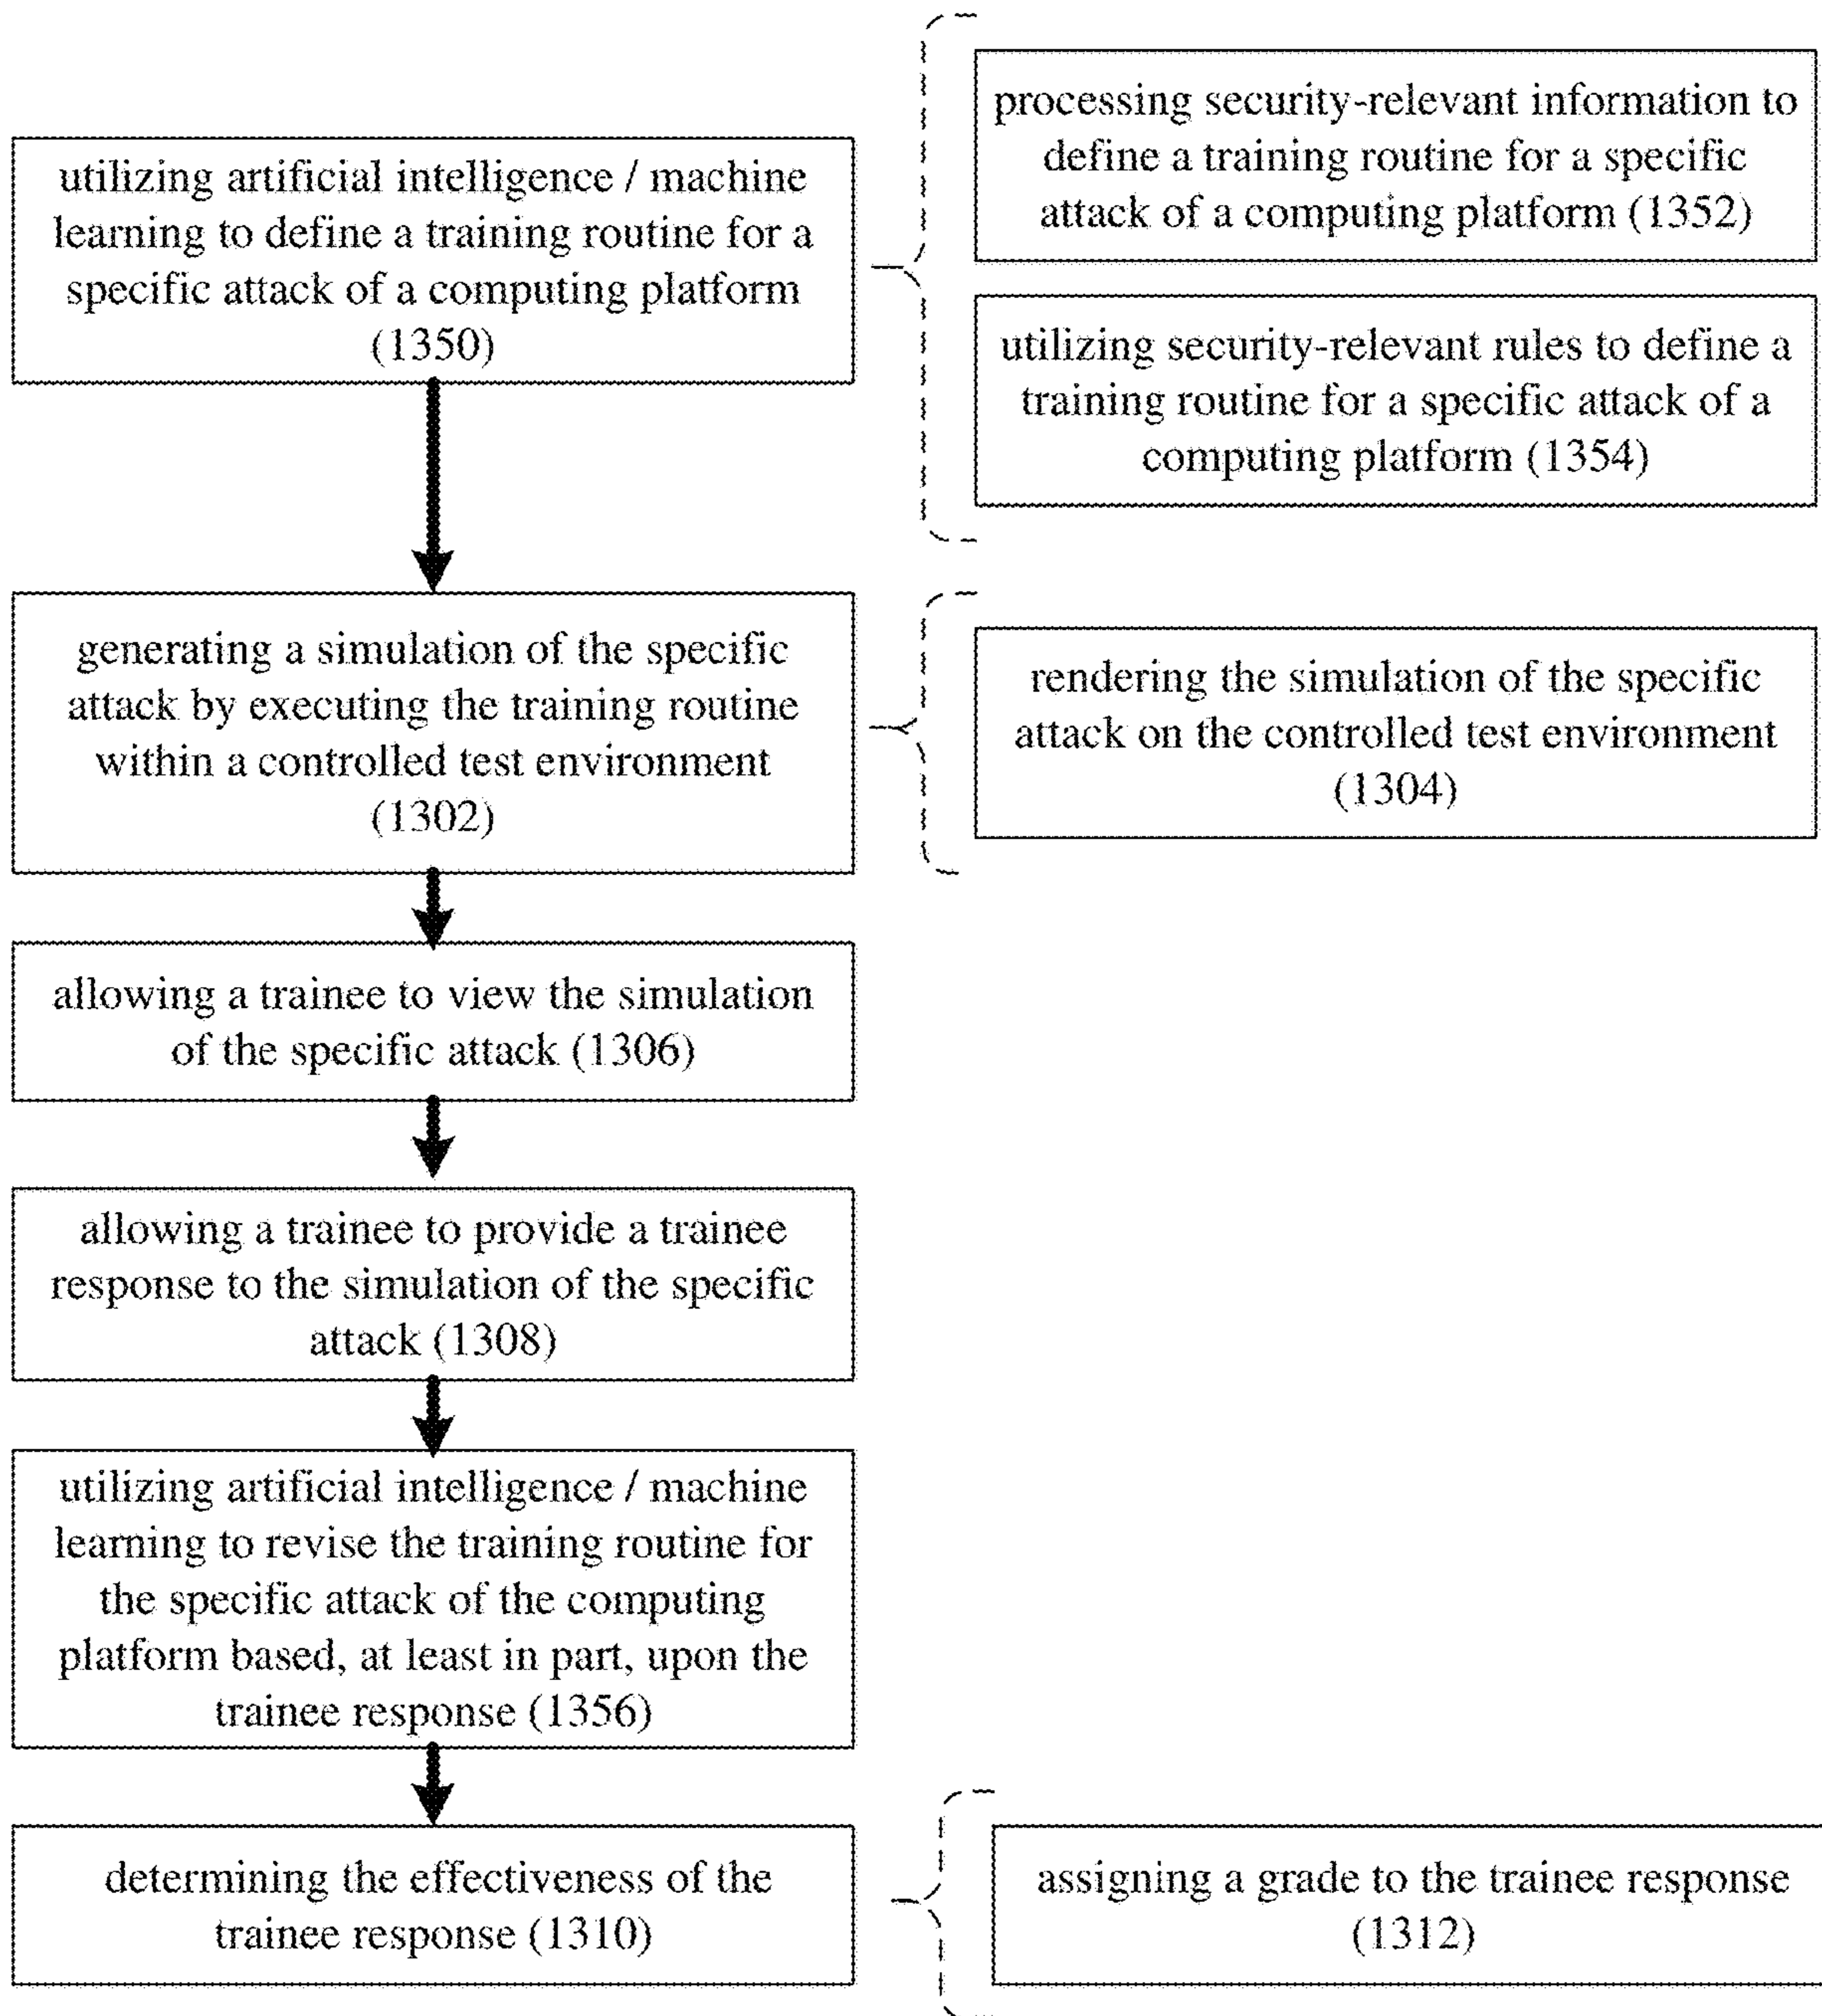 utilizing artificial intelligence / machine
learning to define a training routine for a
specific attack of a computing platform
(1350)
processing security-relevant information to
define a training routine for a specific
attack of a computing platform (1352)
utilizing security-relevant rules to define a
training routine for a specific attack of a
computing platform (1354)
generating a simulation of the specific
attack by executing the training routine
within a controlled test environment
(1302)
rendering the simulation of the specific
attack on the controlled test environment
(1304)
allowing a trainee to view the simulation
of the specific attack (1306)
allowing a trainee to provide a trainee
response to the simulation of the specific
attack (1308)
utilizing artificial intelligence / machine
learning to revise the training routine for
the specific attack of the computing
platform based, at least in part, upon the
trainee response (1356)
determining the effectiveness of the
trainee response (1310)
assigning a grade to the trainee response
(1312)